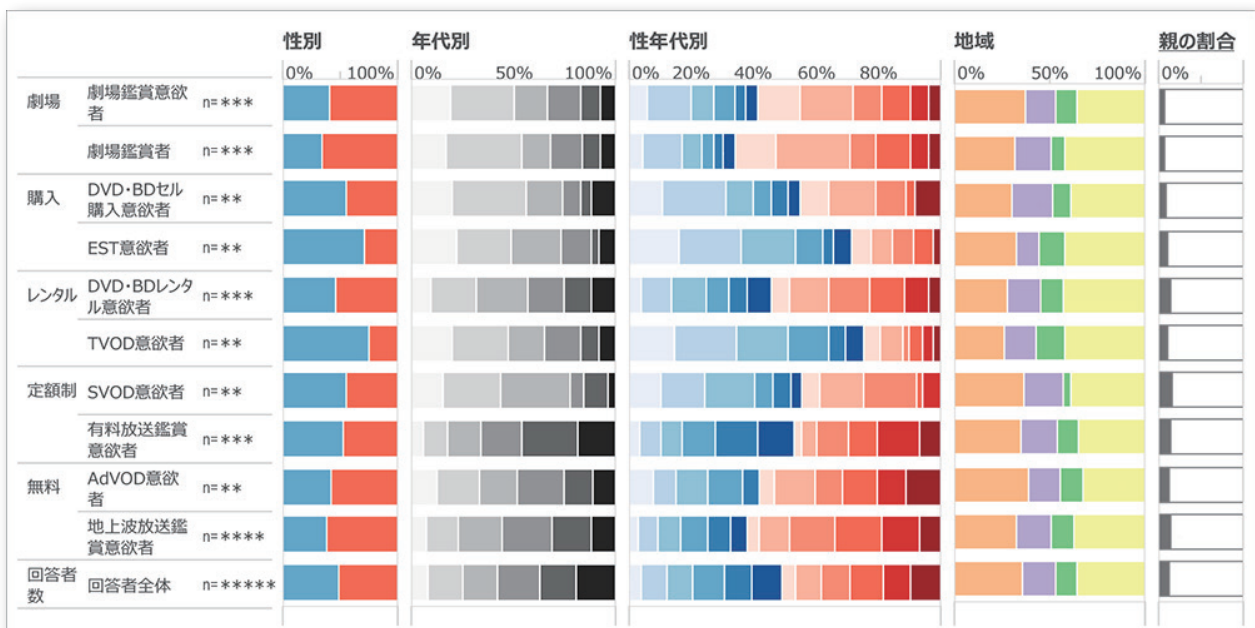 性別 年代別 性年代別 地域 親の割合
0% 100% 0% 50% 100% 0% 20% 40% 60% 80% 0% 50% 100% 0%
劇場 劇場鑑賞意欲
者 n=***
劇場鑑賞者 n=***
購入 DVD・BDセル
購入意欲者 n=**
EST意欲者 n=**
レンタル DVD・BDレンタ
ル意欲者 n=***
TVOD意欲者 n=**
定額制 SVOD意欲者 n=**
有料放送鑑賞
意欲者 n=***
無料 AdVOD意欲
者 n=**
地上波放送鑑
賞意欲者 n=****
回答者
数 回答者全体 n=*****